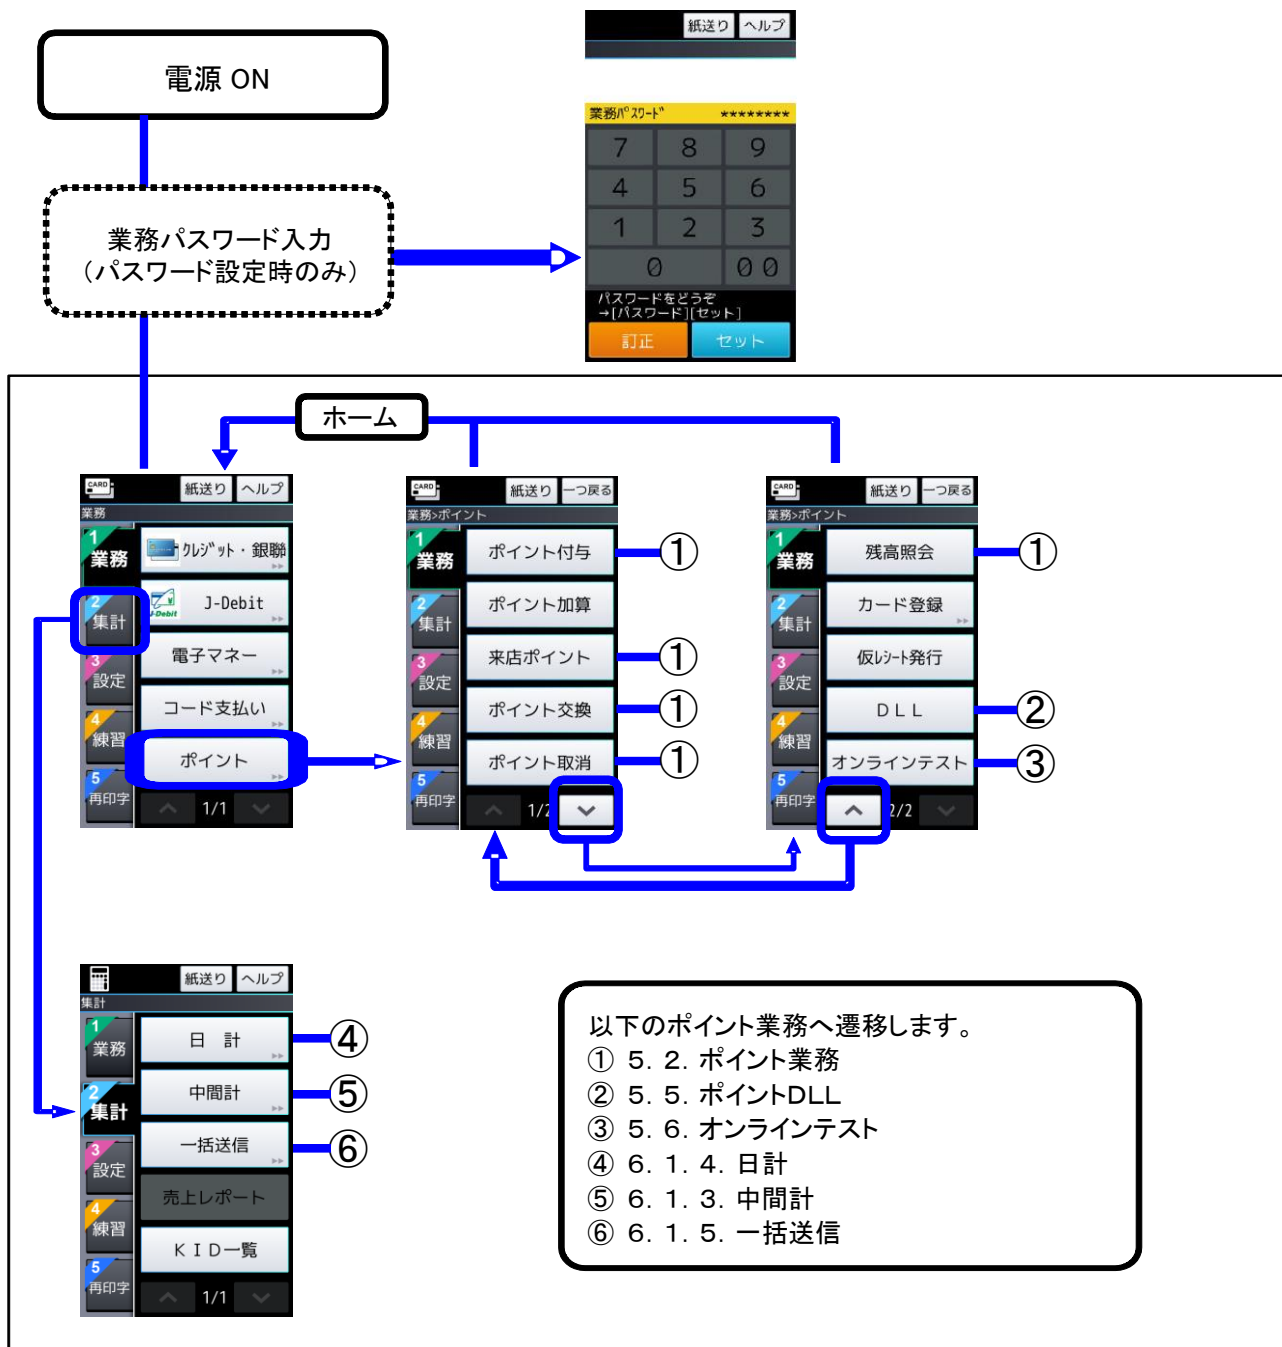 電源 ON
業務パスワード入力
（パスワード設定時のみ）
紙送り ヘルプ
業務ﾊﾟｽﾜｰﾄﾞ ********
7 8 9
4 5 6
1 2 3
0 00
パスワードをどうぞ
→[パスワード][セット]
訂正 セット
ホーム
CARD 紙送り ヘルプ
業務
1 業務
2 集計
3 設定
4 練習
5 再印字
ｸﾚｼﾞｯﾄ・銀聯
J-Debit J-Debit
電子マネー
コード支払い
ポイント
1/1
CARD 紙送り 一つ戻る
業務>ポイント
1 業務
2 集計
3 設定
4 練習
5 再印字
ポイント付与 ①
ポイント加算
来店ポイント ①
ポイント交換 ①
ポイント取消 ①
1/2
CARD 紙送り 一つ戻る
業務>ポイント
1 業務
2 集計
3 設定
4 練習
5 再印字
残高照会 ①
カード登録
仮ﾚｼｰﾄ発行
ＤＬＬ ②
オンラインテスト ③
2/2
紙送り ヘルプ
集計
1 業務
2 集計
3 設定
4 練習
5 再印字
日 計 ④
中間計 ⑤
一括送信 ⑥
売上レポート
ＫＩＤ一覧
1/1
以下のポイント業務へ遷移します。
① ５．２．ポイント業務
② ５．５．ポイントＤＬＬ
③ ５．６．オンラインテスト
④ ６．１．４．日計
⑤ ６．１．３．中間計
⑥ ６．１．５．一括送信